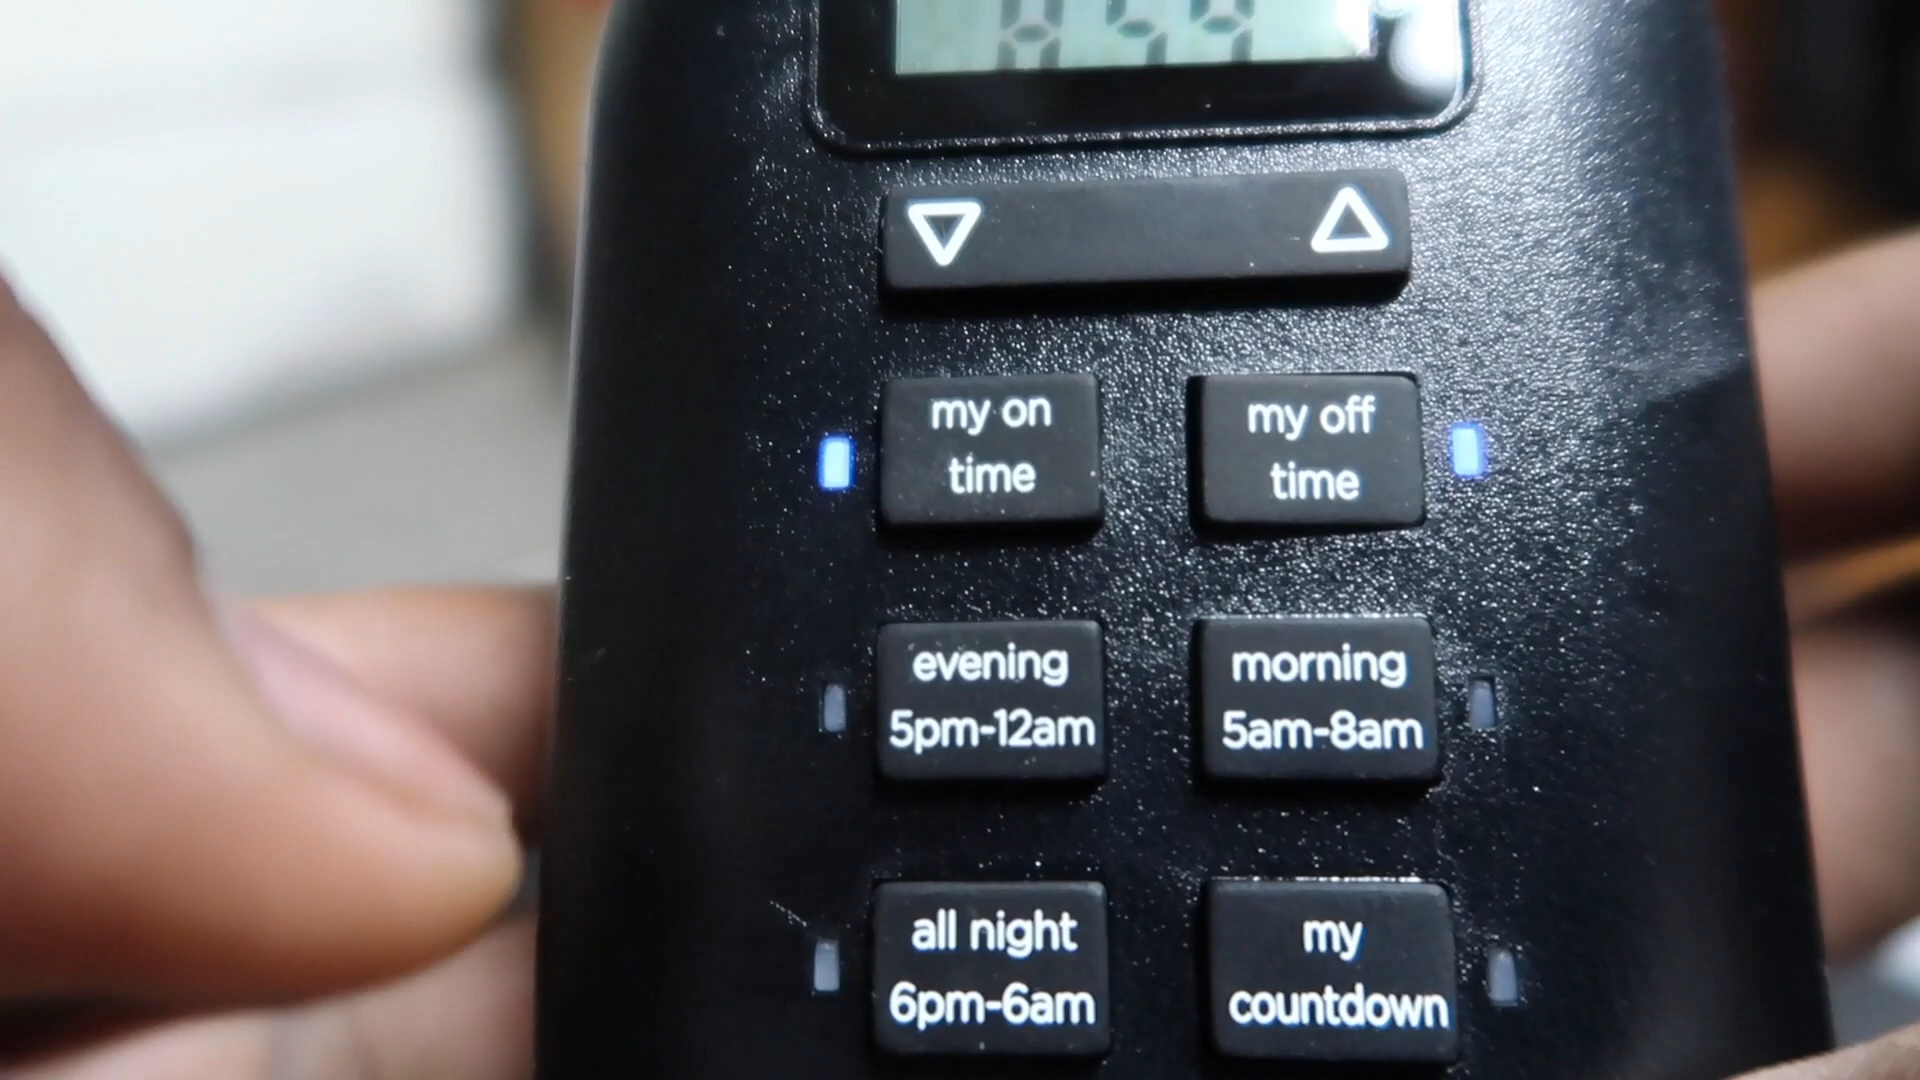 my on
time
my off
time
evening
5pm-12am
morning
5am-8am
all night
6pm-6am
my
countdown